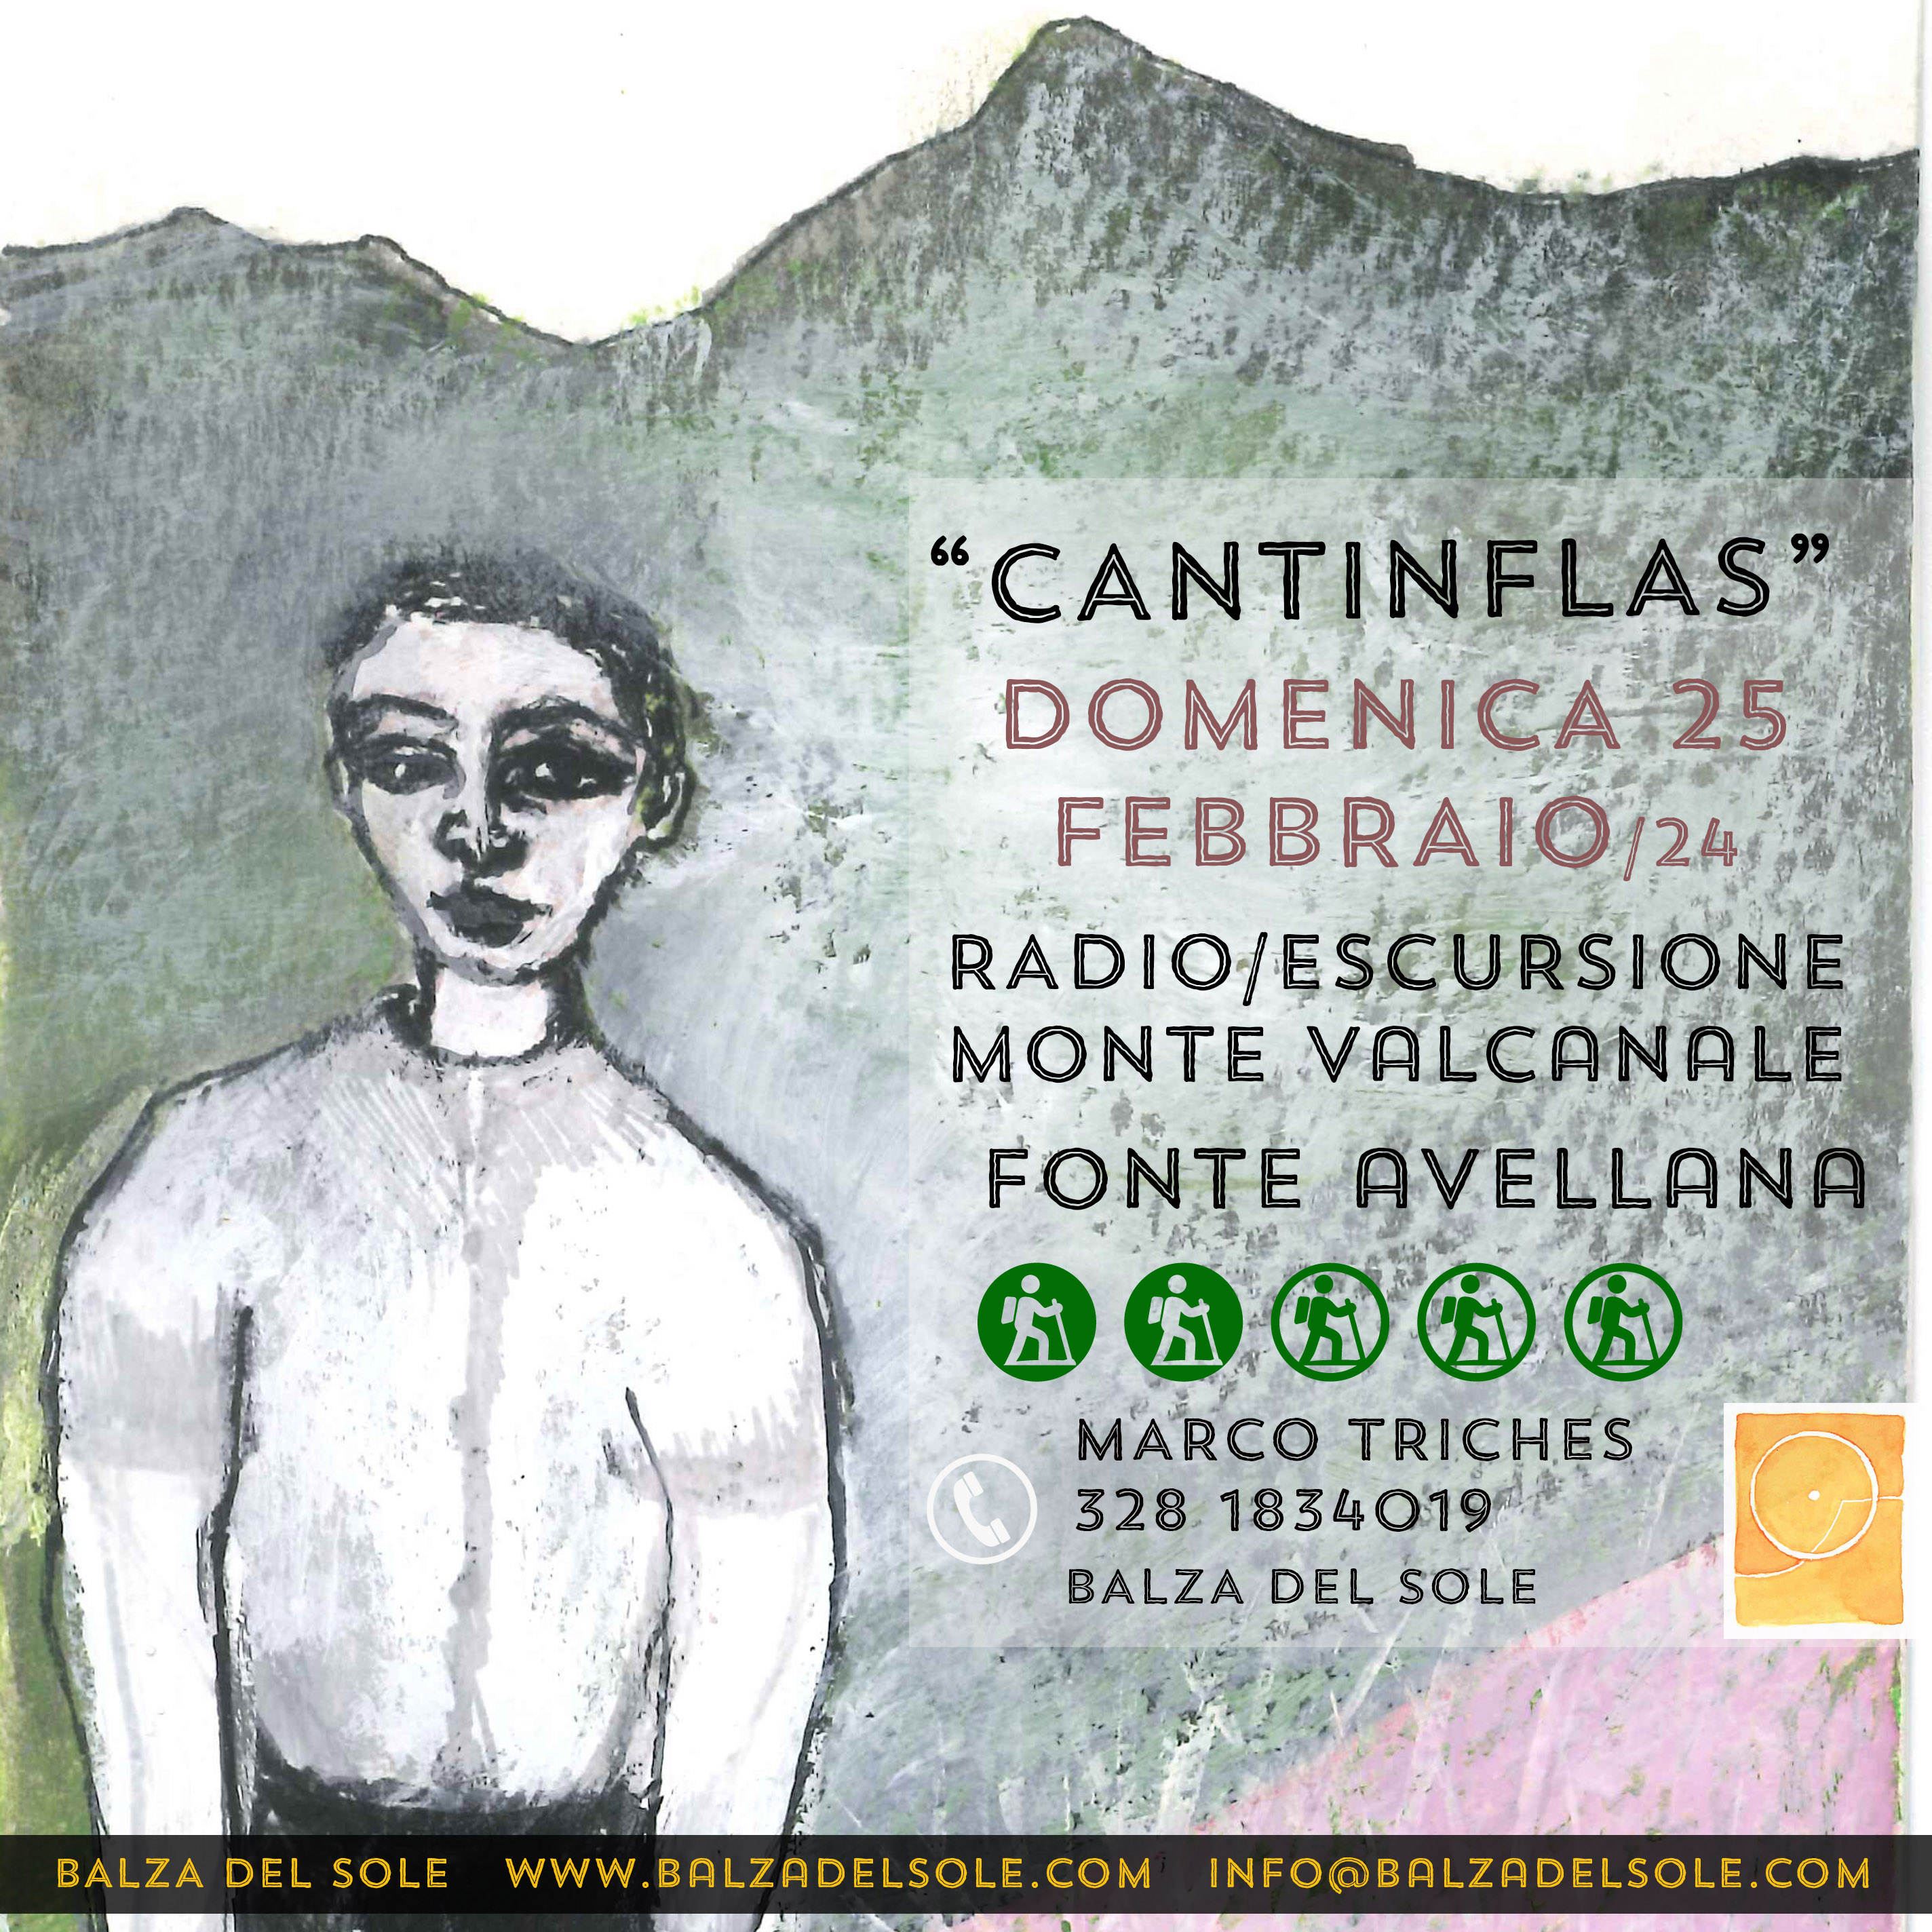 “CANTINFLAS”
DOMENICA 25
FEBBRAIO/24
RADIO/ESCURSIONE
MONTE VALCANALE
FONTE AVELLANA
MARCO TRICHES
328 1834019
BALZA DEL SOLE
BALZA DEL SOLE WWW.BALZADELSOLE.COM INFO@BALZADELSOLE.COM